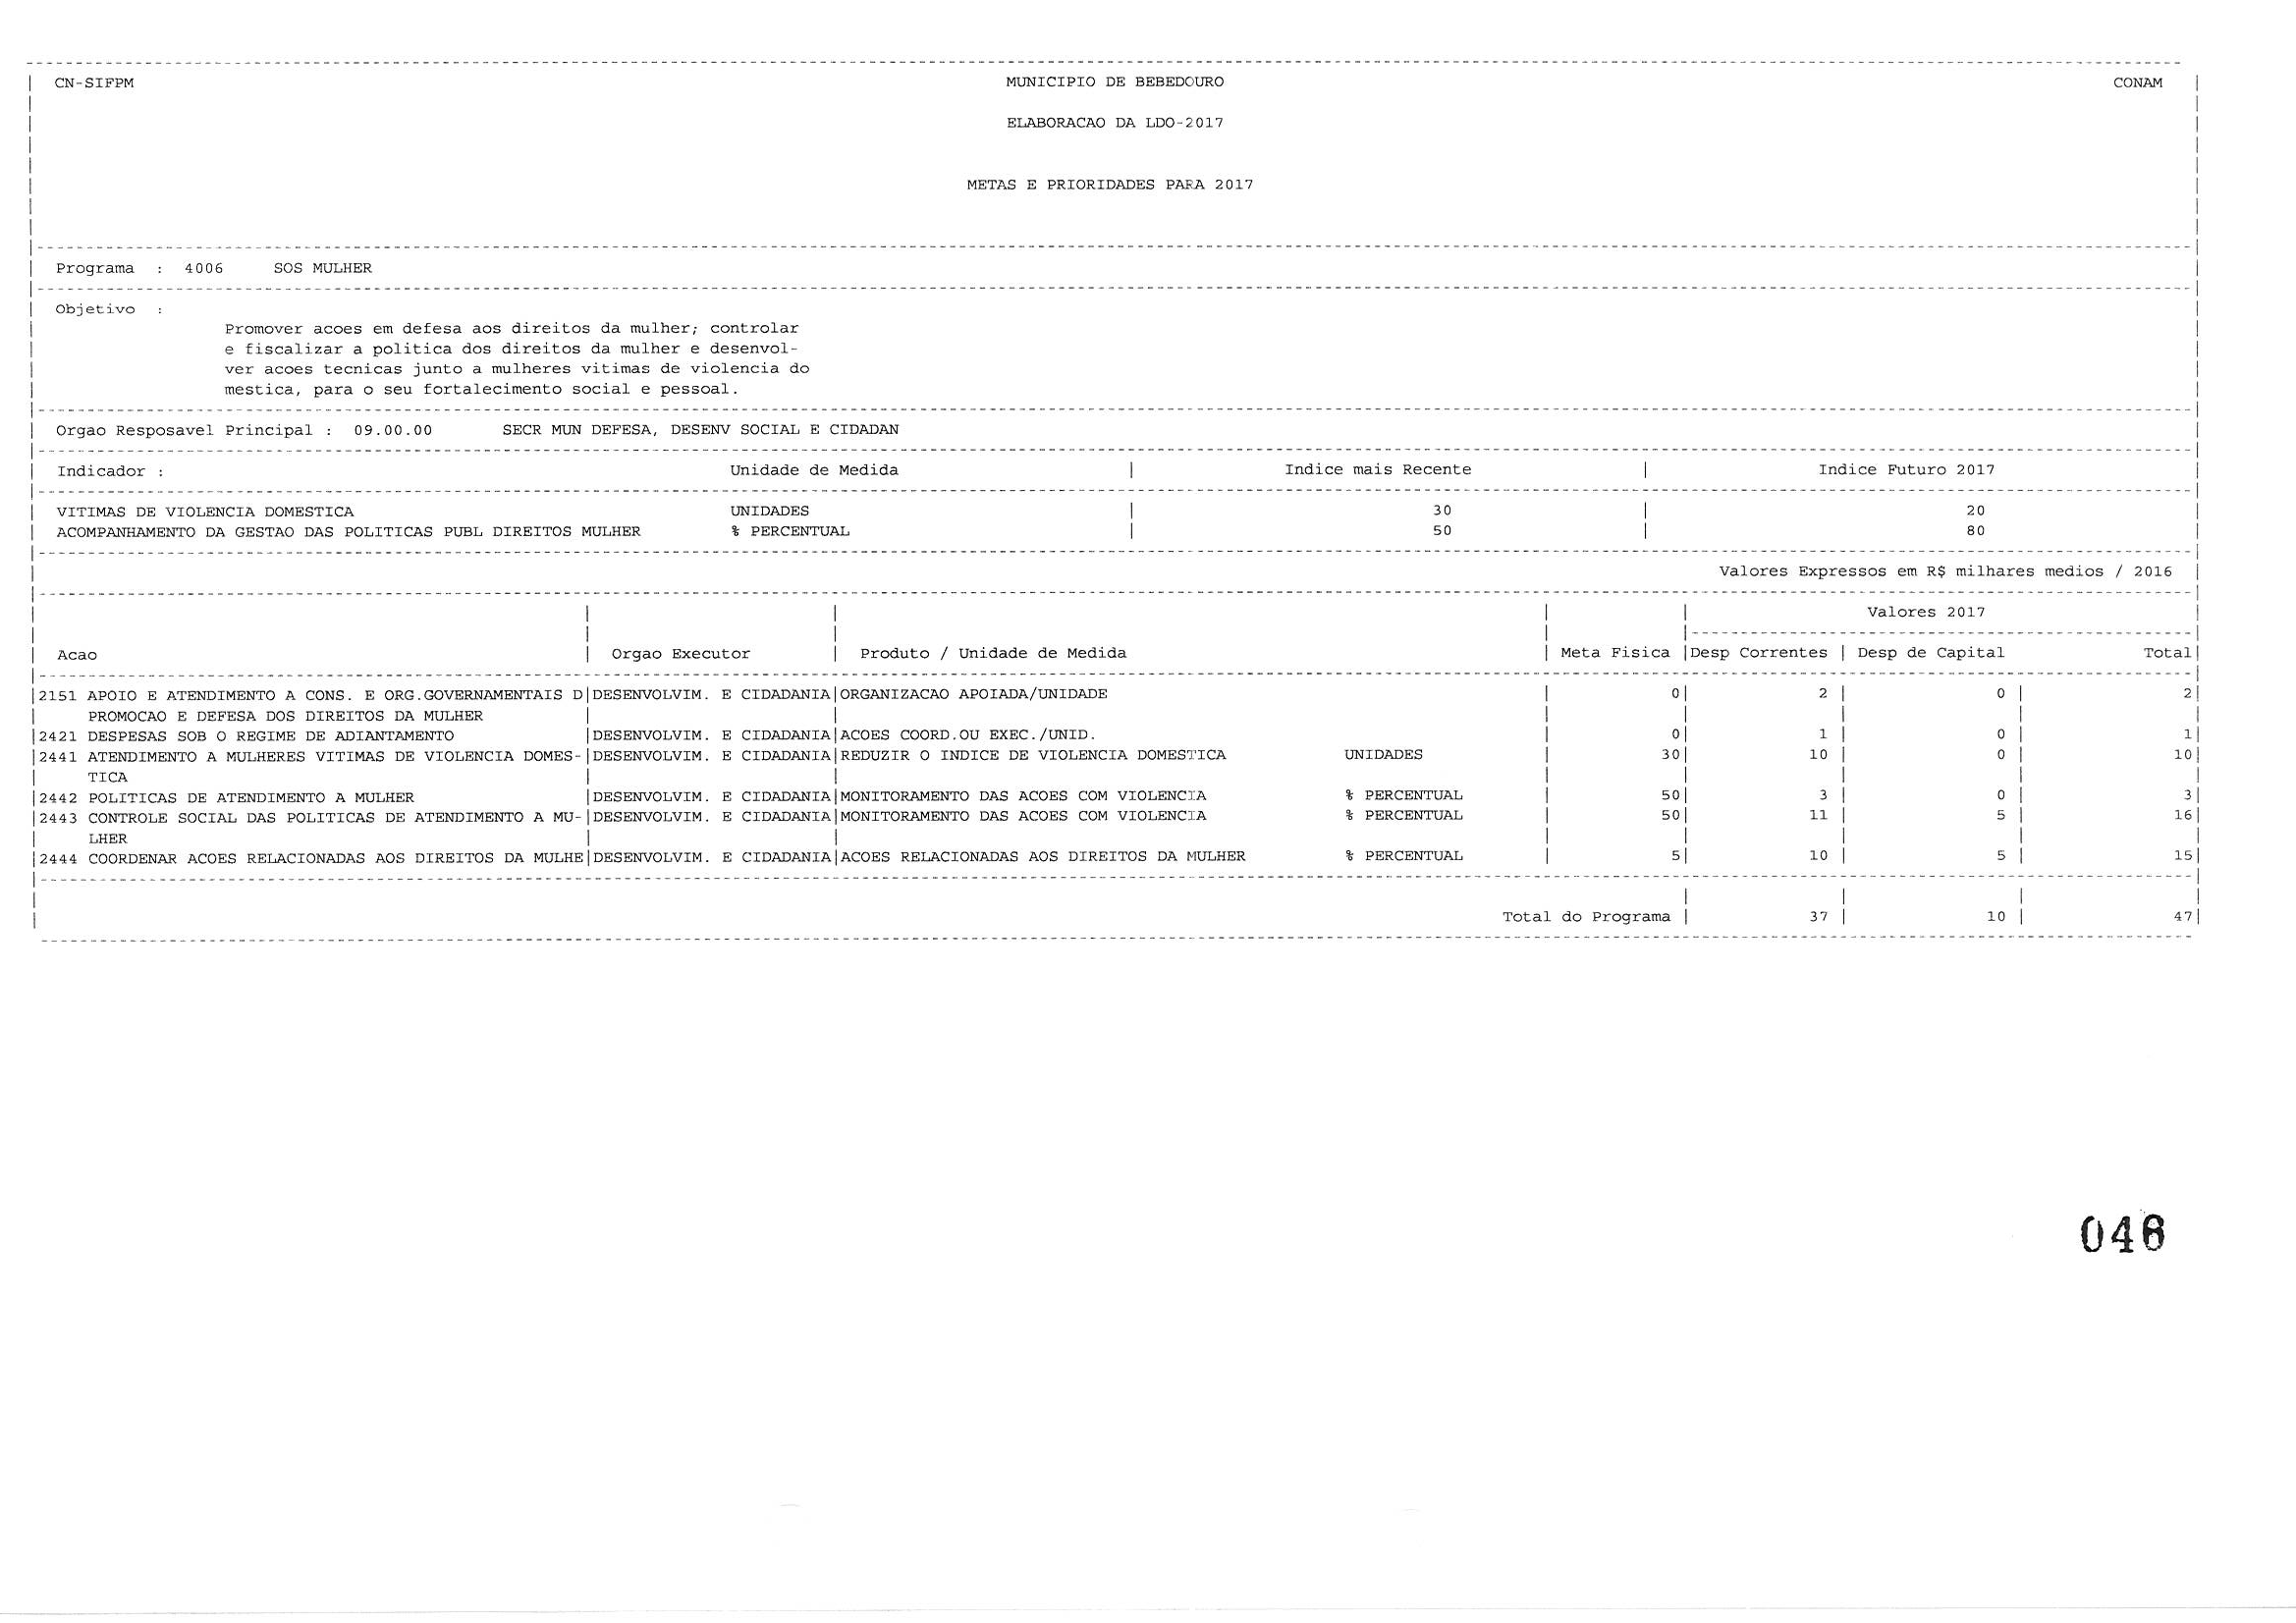 CN-SIFPM MUNICIPIO DE BEBEDOURO CONAM
ELABORACAO DA LDO-2017
METAS E PRIORIDADES PARA 2017
Programa : 4006 SOS MULHER
Objetivo :
Promover acoes em defesa aos direitos da mulher; controlar
e fiscalizar a politica dos direitos da mulher e desenvol-
ver acoes tecnicas junto a mulheres vitimas de violencia do
mestica, para o seu fortalecimento social e pessoal.
Orgao Resposavel Principal : 09.00.00 SECR MUN DEFESA, DESENV SOCIAL E CIDADAN
Indicador : Unidade de Medida | Indice mais Recente | Indice Futuro 2017
VITIMAS DE VIOLENCIA DOMESTICA UNIDADES | 30 | 20
ACOMPANHAMENTO DA GESTAO DAS POLITICAS PUBL DIREITOS MULHER % PERCENTUAL | 50 | 80
Valores Expressos em R$ milhares medios / 2016
Valores 2017
Acao | Orgao Executor | Produto / Unidade de Medida | Meta Fisica |Desp Correntes | Desp de Capital Total|
|2151 APOIO E ATENDIMENTO A CONS. E ORG.GOVERNAMENTAIS D|DESENVOLVIM. E CIDADANIA|ORGANIZACAO APOIADA/UNIDADE | 0| 2 | 0 | 2|
PROMOCAO E DEFESA DOS DIREITOS DA MULHER
|2421 DESPESAS SOB O REGIME DE ADIANTAMENTO |DESENVOLVIM. E CIDADANIA|ACOES COORD.OU EXEC./UNID. | 0| 1 | 0 | 1|
|2441 ATENDIMENTO A MULHERES VITIMAS DE VIOLENCIA DOMES-|DESENVOLVIM. E CIDADANIA|REDUZIR O INDICE DE VIOLENCIA DOMESTICA UNIDADES | 30| 10 | 0 | 10|
TICA
|2442 POLITICAS DE ATENDIMENTO A MULHER |DESENVOLVIM. E CIDADANIA|MONITORAMENTO DAS ACOES COM VIOLENCIA % PERCENTUAL | 50| 3 | 0 | 3|
|2443 CONTROLE SOCIAL DAS POLITICAS DE ATENDIMENTO A MU-|DESENVOLVIM. E CIDADANIA|MONITORAMENTO DAS ACOES COM VIOLENCIA % PERCENTUAL | 50| 11 | 5 | 16|
LHER
|2444 COORDENAR ACOES RELACIONADAS AOS DIREITOS DA MULHE|DESENVOLVIM. E CIDADANIA|ACOES RELACIONADAS AOS DIREITOS DA MULHER % PERCENTUAL | 5| 10 | 5 | 15|
Total do Programa | 37 | 10 | 47|